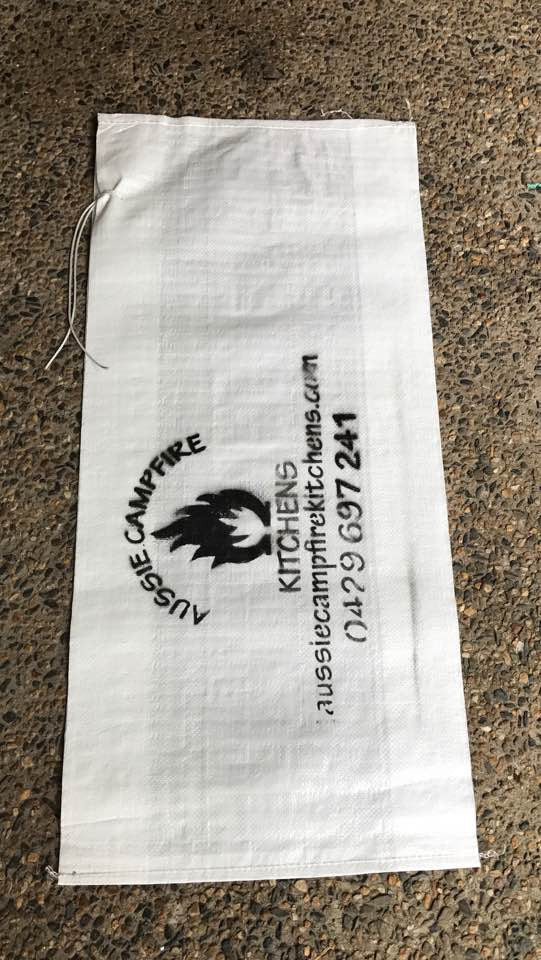 AUSSIE CAMPFIRE
KITCHENS
aussiecampfirekitchens.com
0429 697 241